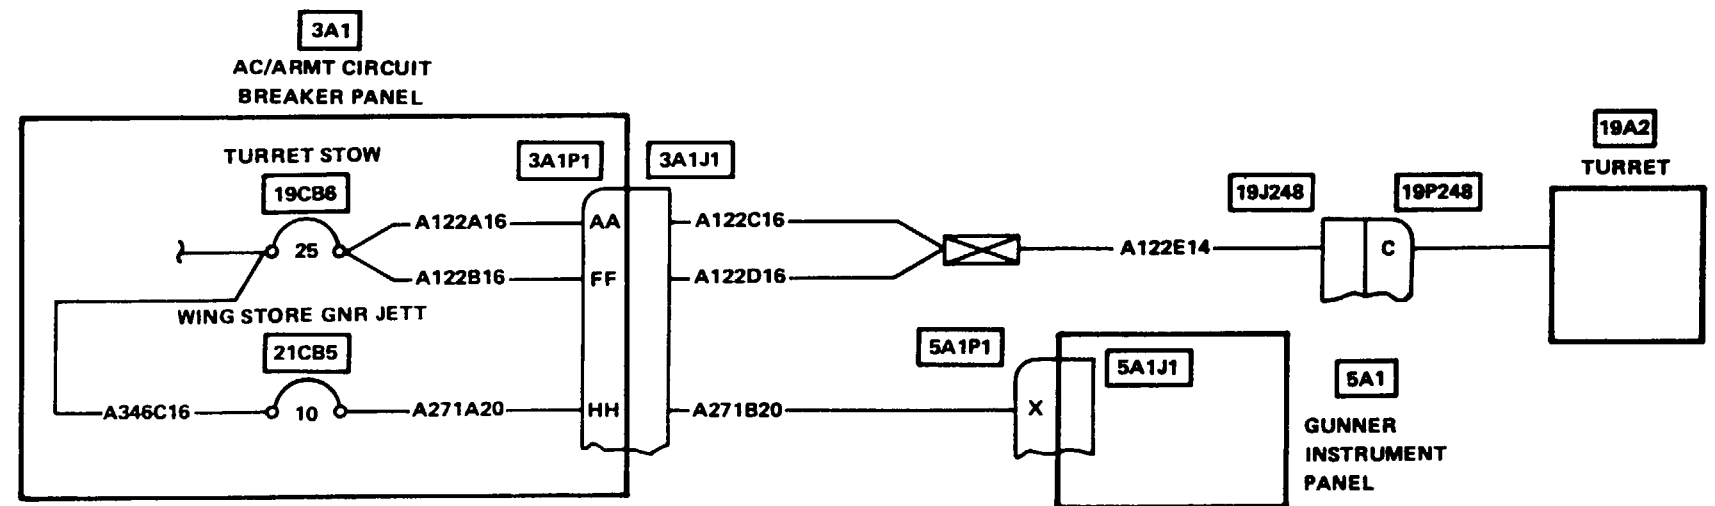 3A1
AC/ARMT CIRCUIT
BREAKER PANEL
TURRET STOW
19CB6
25
A122A16
A122B16
WING STORE GNR JETT
21CB5
A346C16
10
A271A20
3A1P1
3A1J1
AA
FF
HH
A122C16
A122D16
A122E14
A271B20
19J248
19P248
C
19A2
TURRET
5A1P1
5A1J1
X
5A1
GUNNER
INSTRUMENT
PANEL